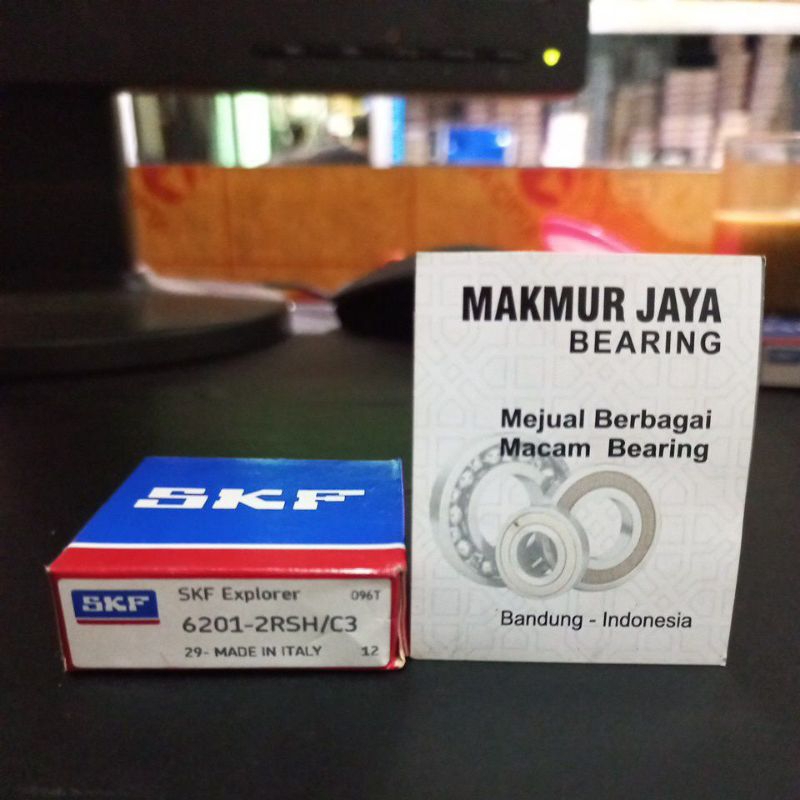 MAKMUR JAYA
BEARING
Mejual Berbagai
Macam Bearing
Bandung - Indonesia
SKF
SKF
SKF Explorer
096T
6201-2RSH/C3
29- MADE IN ITALY
12